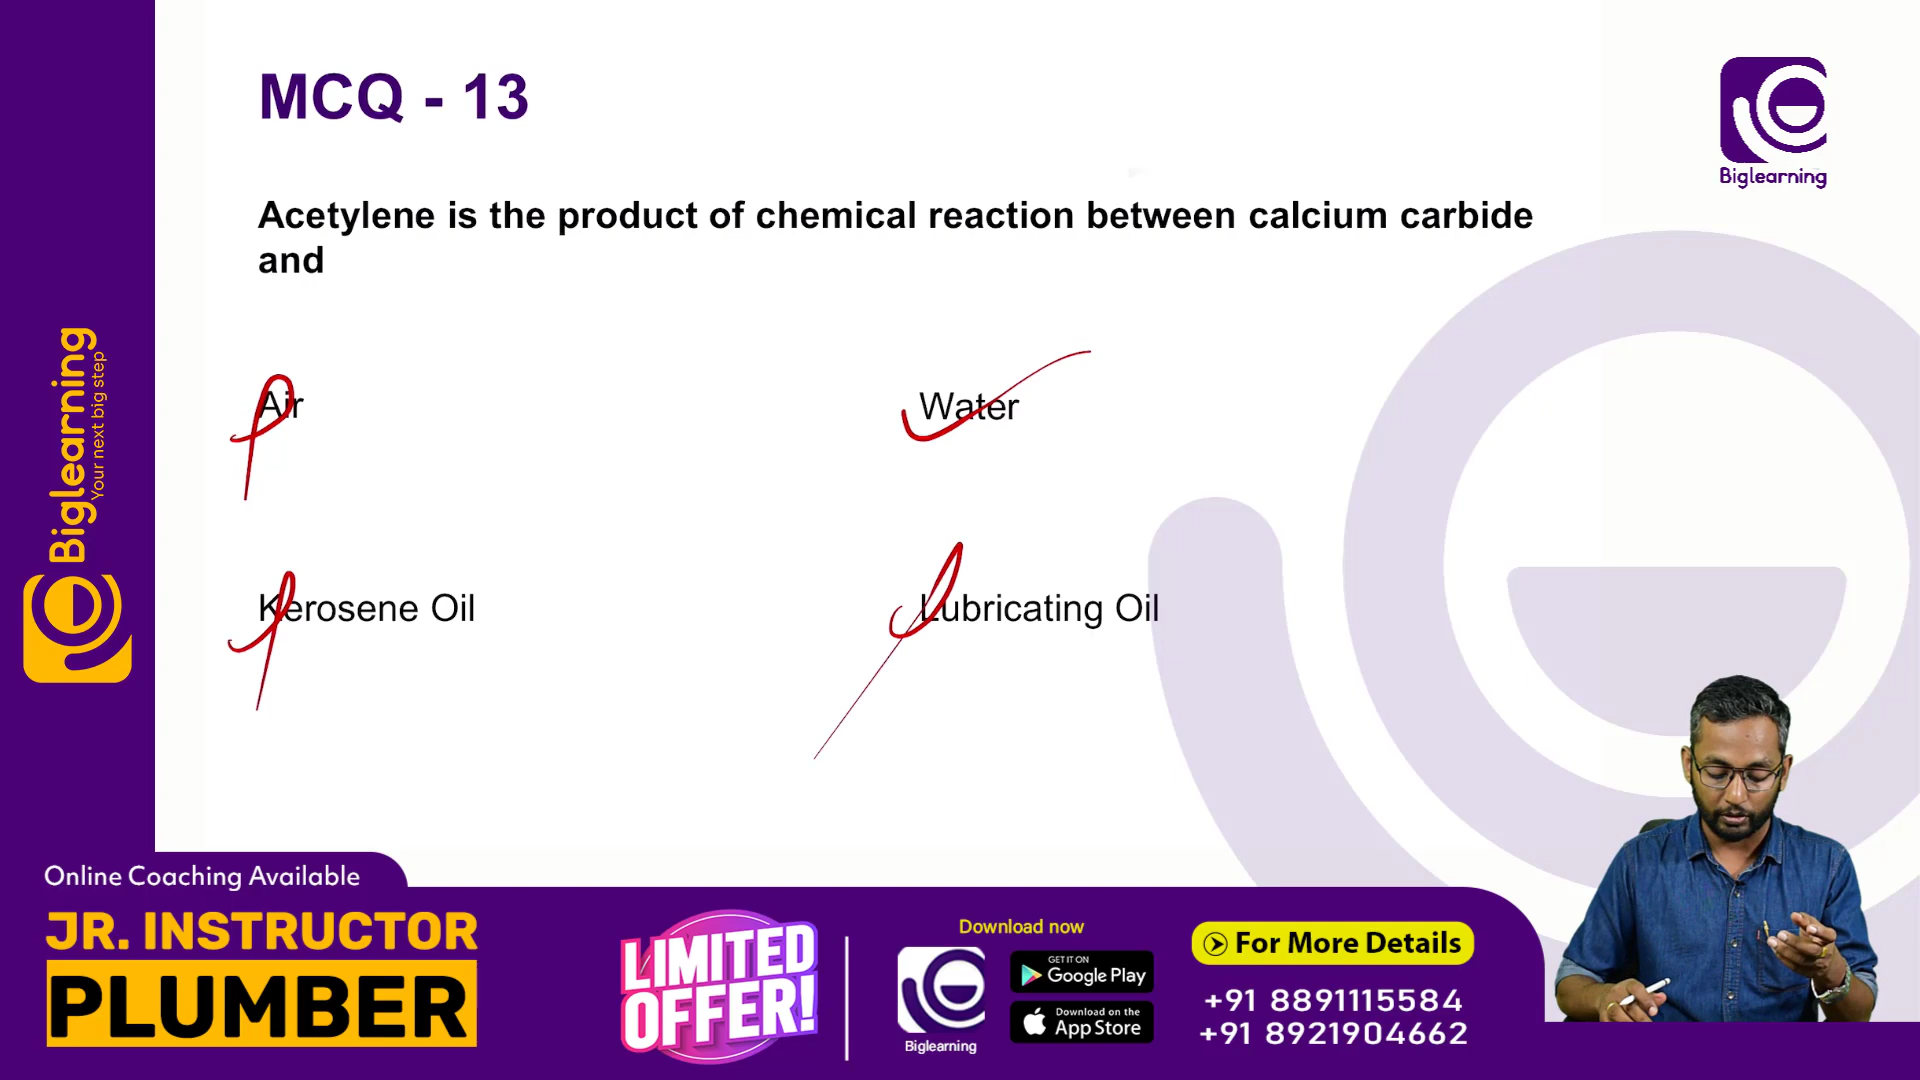 MCQ - 13
Biglearning
Acetylene is the product of chemical reaction between calcium carbide
and
Air
Water
Kerosene Oil
Lubricating Oil
Biglearning
Your next big step
Online Coaching Available
JR. INSTRUCTOR
PLUMBER
LIMITED
OFFER!
Download now
Biglearning
GET IT ON
Google Play
Download on the
App Store
For More Details
+91 8891115584
+91 8921904662